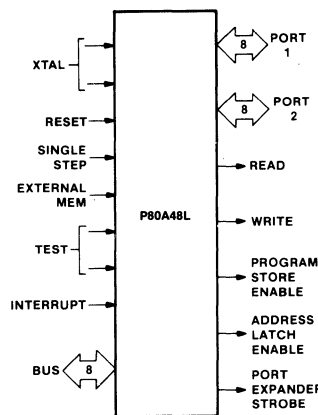 XTAL
RESET
SINGLE
STEP
EXTERNAL
MEM
TEST
INTERRUPT
BUS
8
P80A48L
8
PORT
1
8
PORT
2
READ
WRITE
PROGRAM
STORE
ENABLE
ADDRESS
LATCH
ENABLE
PORT
EXPANDER
STROBE